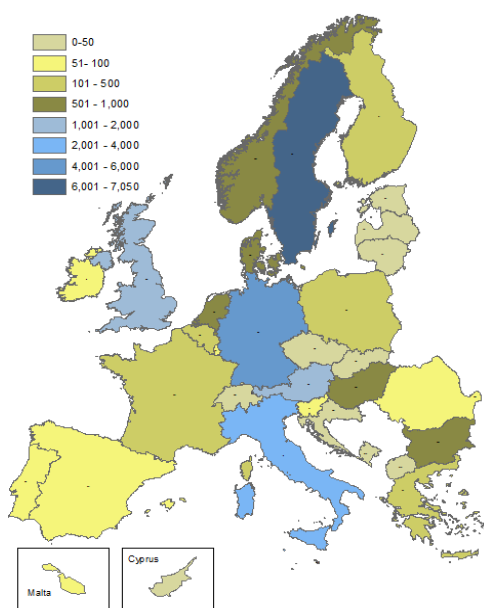 0-50
51- 100
101 - 500
501 - 1,000
1,001 - 2,000
2,001 - 4,000
4,001 - 6,000
6,001 - 7,050
Malta
Cyprus